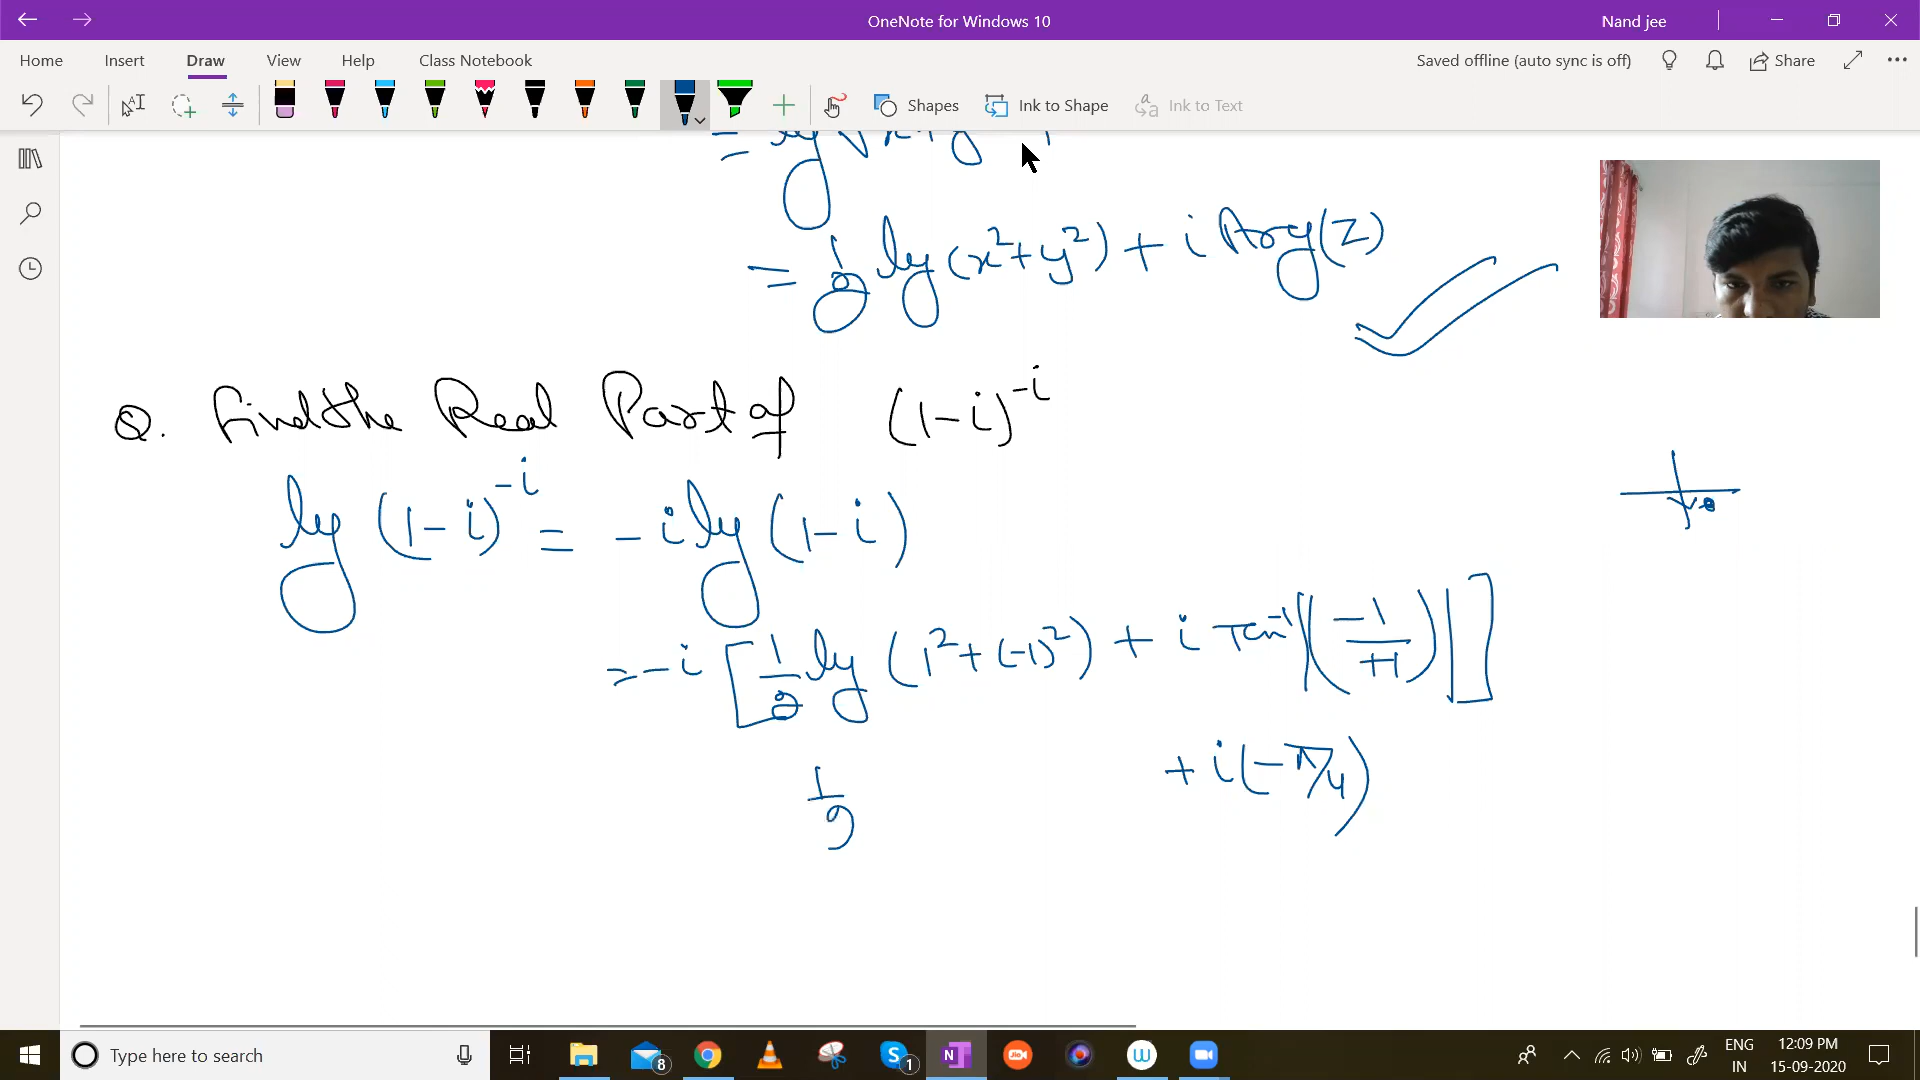 OneNote for Windows 10
Nand jee
Home Insert Draw View Help Class Notebook
Saved offline (auto sync is off) Share
Shapes Ink to Shape Ink to Text
= 1/2 log (x²+y²) + i Arg(z)
Q. Find the Real Part of (1-i)^-i
log (1-i)^-i = -i log (1-i)
= -i [1/2 log (1²+(-1)²) + i Tan^-1 |(-1/+1)|]
+ i(-π/4)
1/2
Type here to search
8
1
ENG
IN
12:09 PM
15-09-2020